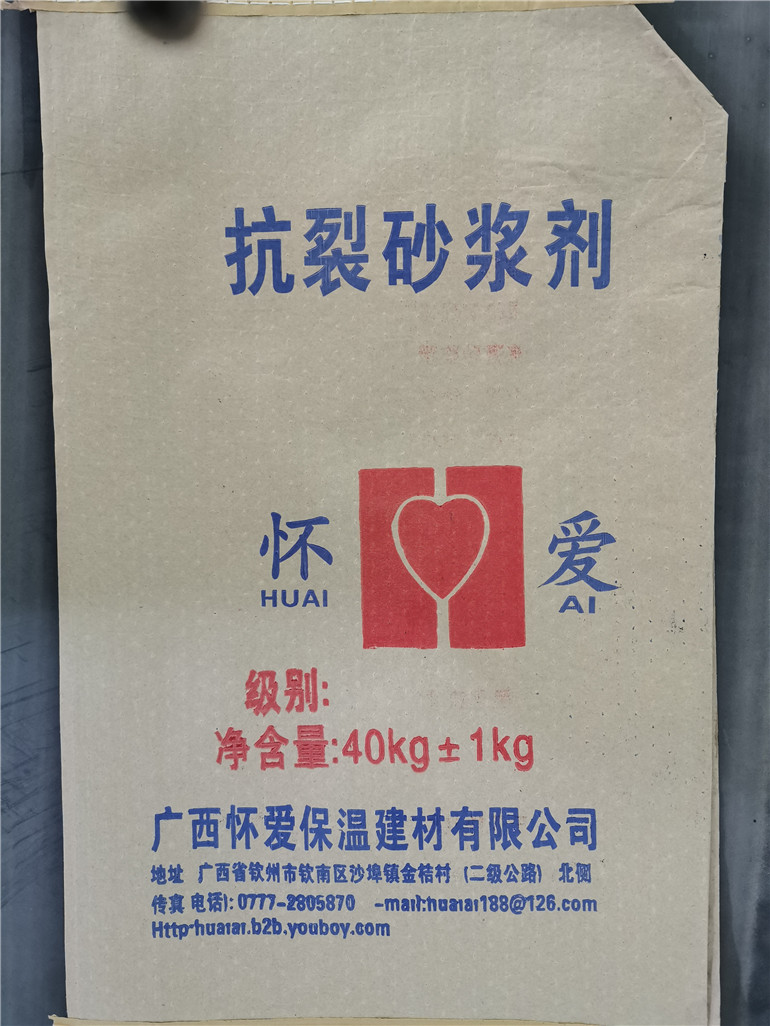 抗裂砂浆剂
怀 爱
HUAI AI
级别:
净含量:40kg±1kg
广西怀爱保温建材有限公司
地址 广西省钦州市钦南区沙埠镇金桔村 (二级公路) 北侧
传真 电话): 0777-2805870 -mail:huaiai188@126.com
Http-huaiai.b2b.youboy.com